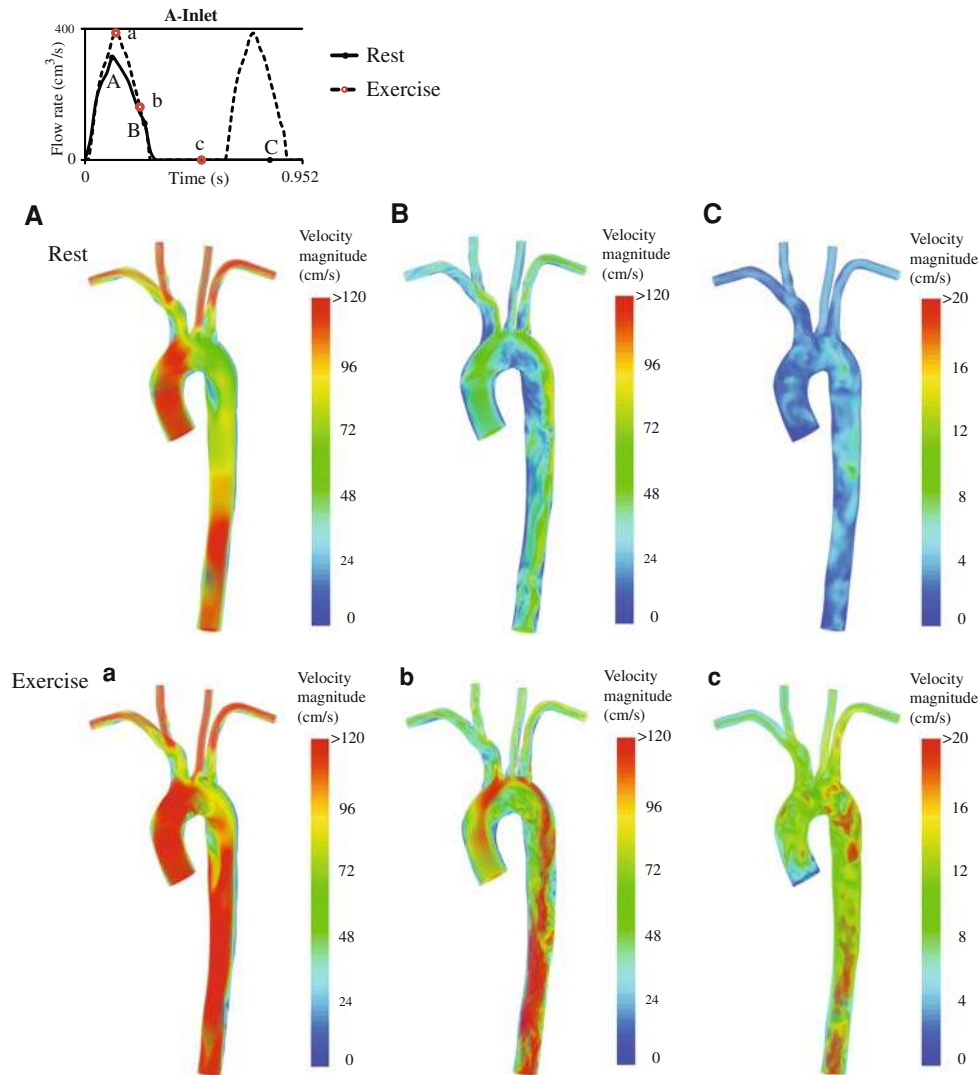 A-Inlet
400
a
A
b
B
c
C
0
Flow rate (cm³/s)
0
Time (s)
0.952
Rest
Exercise
A
B
C
Rest
Velocity
magnitude
(cm/s)
>120
96
72
48
24
0
Velocity
magnitude
(cm/s)
>120
96
72
48
24
0
Velocity
magnitude
(cm/s)
>20
16
12
8
4
0
Exercise
a
b
c
Velocity
magnitude
(cm/s)
>120
96
72
48
24
0
Velocity
magnitude
(cm/s)
>120
96
72
48
24
0
Velocity
magnitude
(cm/s)
>20
16
12
8
4
0